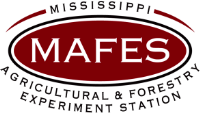 MISSISSIPPI
MAFES
AGRICULTURAL & FORESTRY
EXPERIMENT STATION